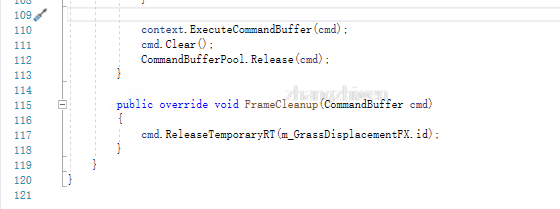 109
110 context.ExecuteCommandBuffer(cmd);
111 cmd.Clear();
112 CommandBufferPool.Release(cmd);
113 }
114
115 public override void FrameCleanup(CommandBuffer cmd)
116 {
117 cmd.ReleaseTemporaryRT(m_GrassDisplacementFX.id);
118 }
119 }
120 }
121